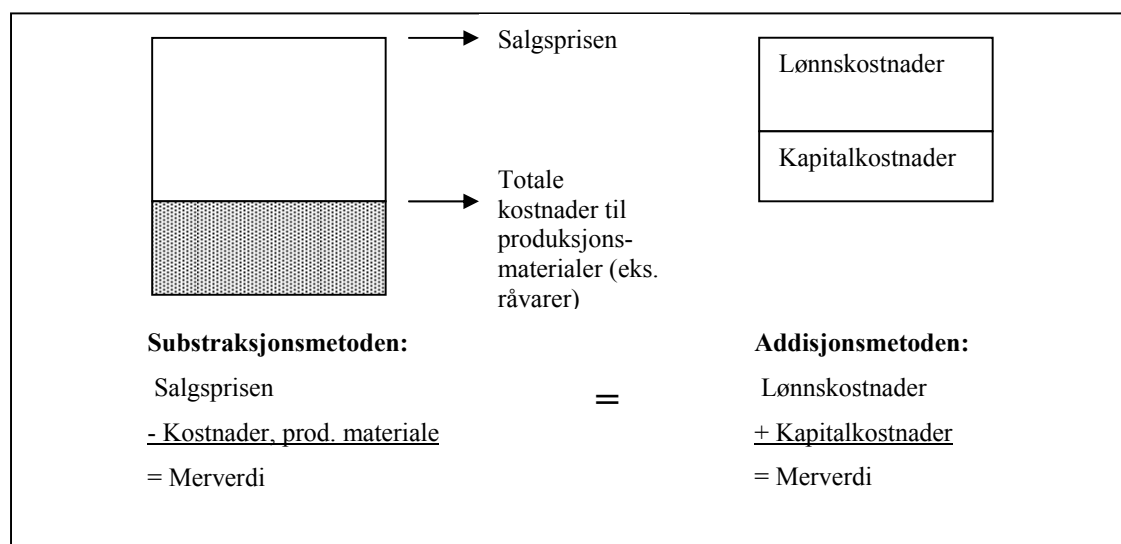 Salgsprisen
Totale
kostnader til
produksjons-
materialer (eks.
råvarer)
Lønnskostnader
Kapitalkostnader
Substraksjonsmetoden:
Salgsprisen
- Kostnader, prod. materiale
= Merverdi
=
Addisjonsmetoden:
Lønnskostnader
+ Kapitalkostnader
= Merverdi